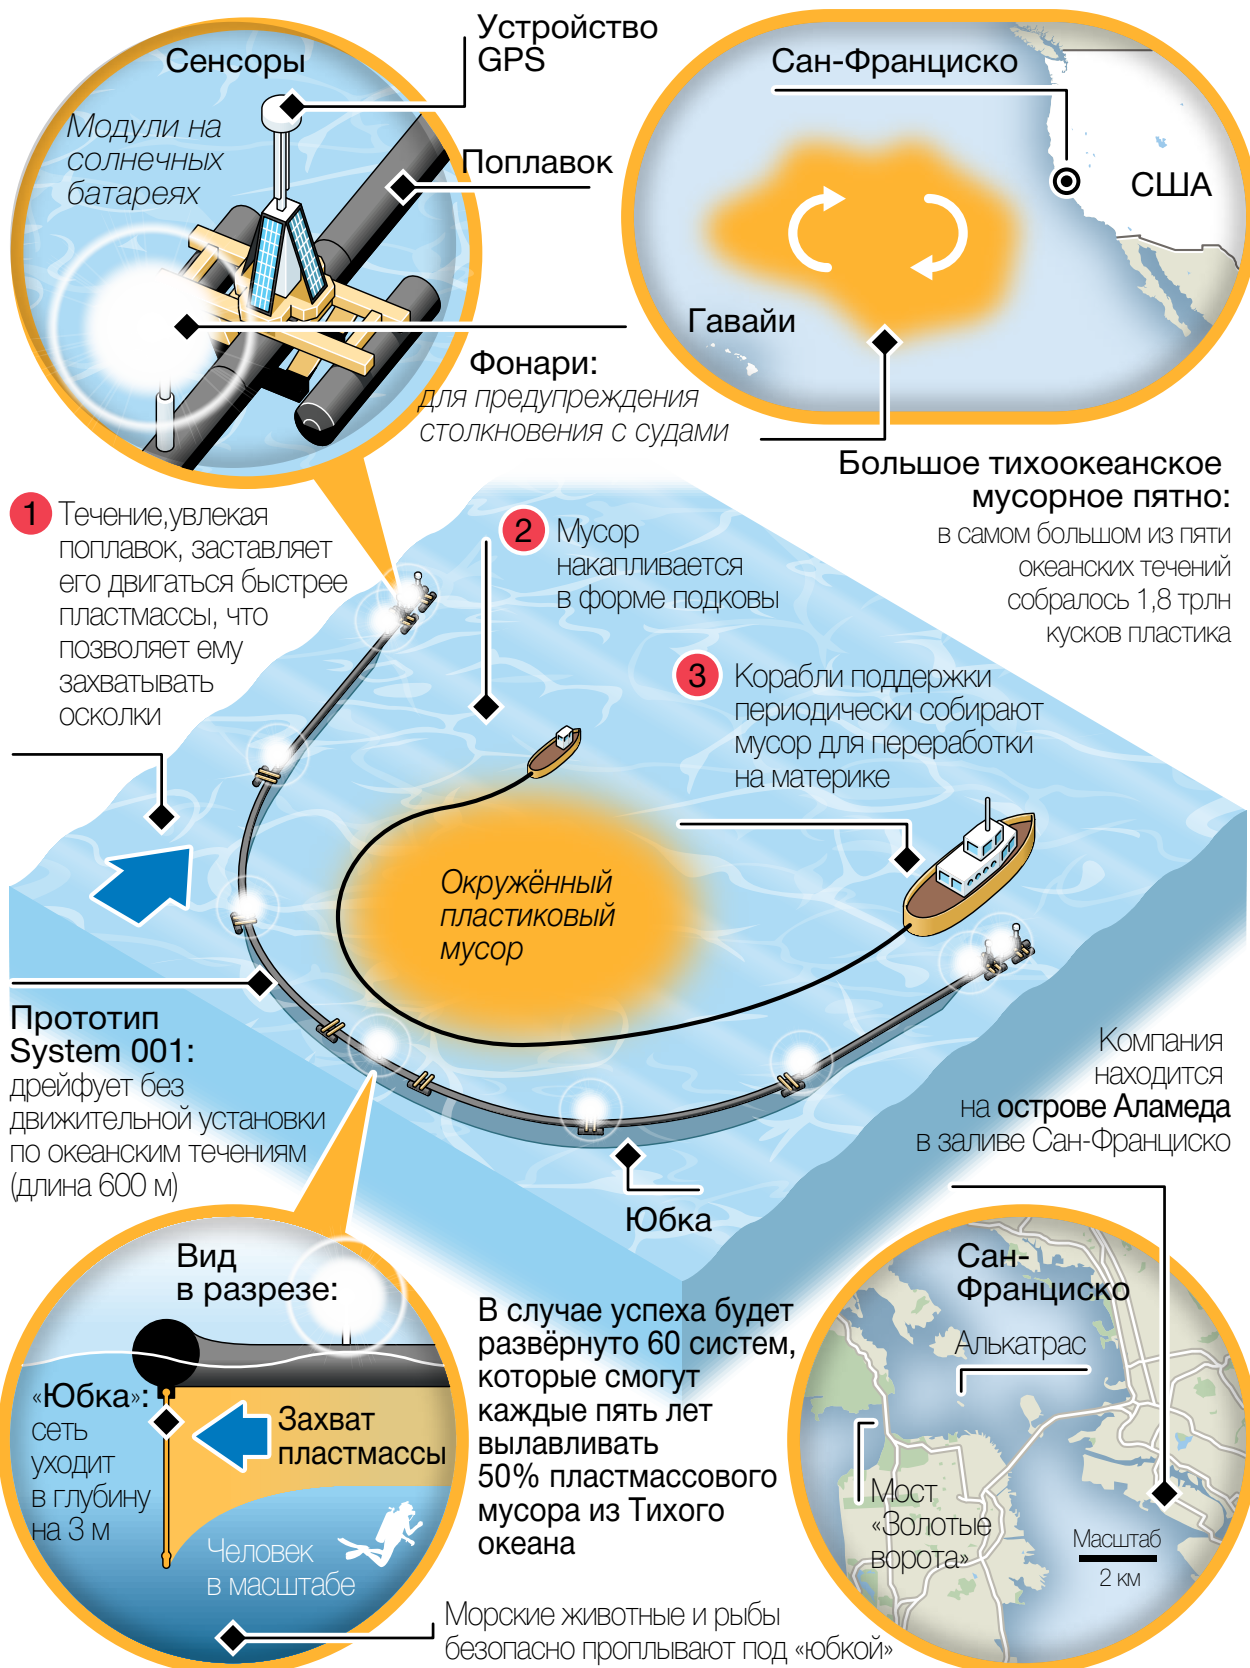 Сенсоры
Устройство
GPS
Модули на
солнечных
батареях
Поплавок
Фонари:
для предупреждения
столкновения с судами
Сан-Франциско
США
Гавайи
Большое тихоокеанское
мусорное пятно:
в самом большом из пяти
океанских течений
собралось 1,8 трлн
кусков пластика
1 Течение,увлекая
поплавок, заставляет
его двигаться быстрее
пластмассы, что
позволяет ему
захватывать
осколки
2 Мусор
накапливается
в форме подковы
3 Корабли поддержки
периодически собирают
мусор для переработки
на материке
Окружённый
пластиковый
мусор
Прототип
System 001:
дрейфует без
движительной установки
по океанским течениям
(длина 600 м)
Юбка
Компания
находится
на острове Аламеда
в заливе Сан-Франциско
Вид
в разрезе:
«Юбка»:
сеть
уходит
в глубину
на 3 м
Захват
пластмассы
Человек
в масштабе
В случае успеха будет
развёрнуто 60 систем,
которые смогут
каждые пять лет
вылавливать
50% пластмассового
мусора из Тихого
океана
Морские животные и рыбы
безопасно проплывают под «юбкой»
Сан-
Франциско
Алькатрас
Мост
«Золотые
ворота»
Масштаб
2 км